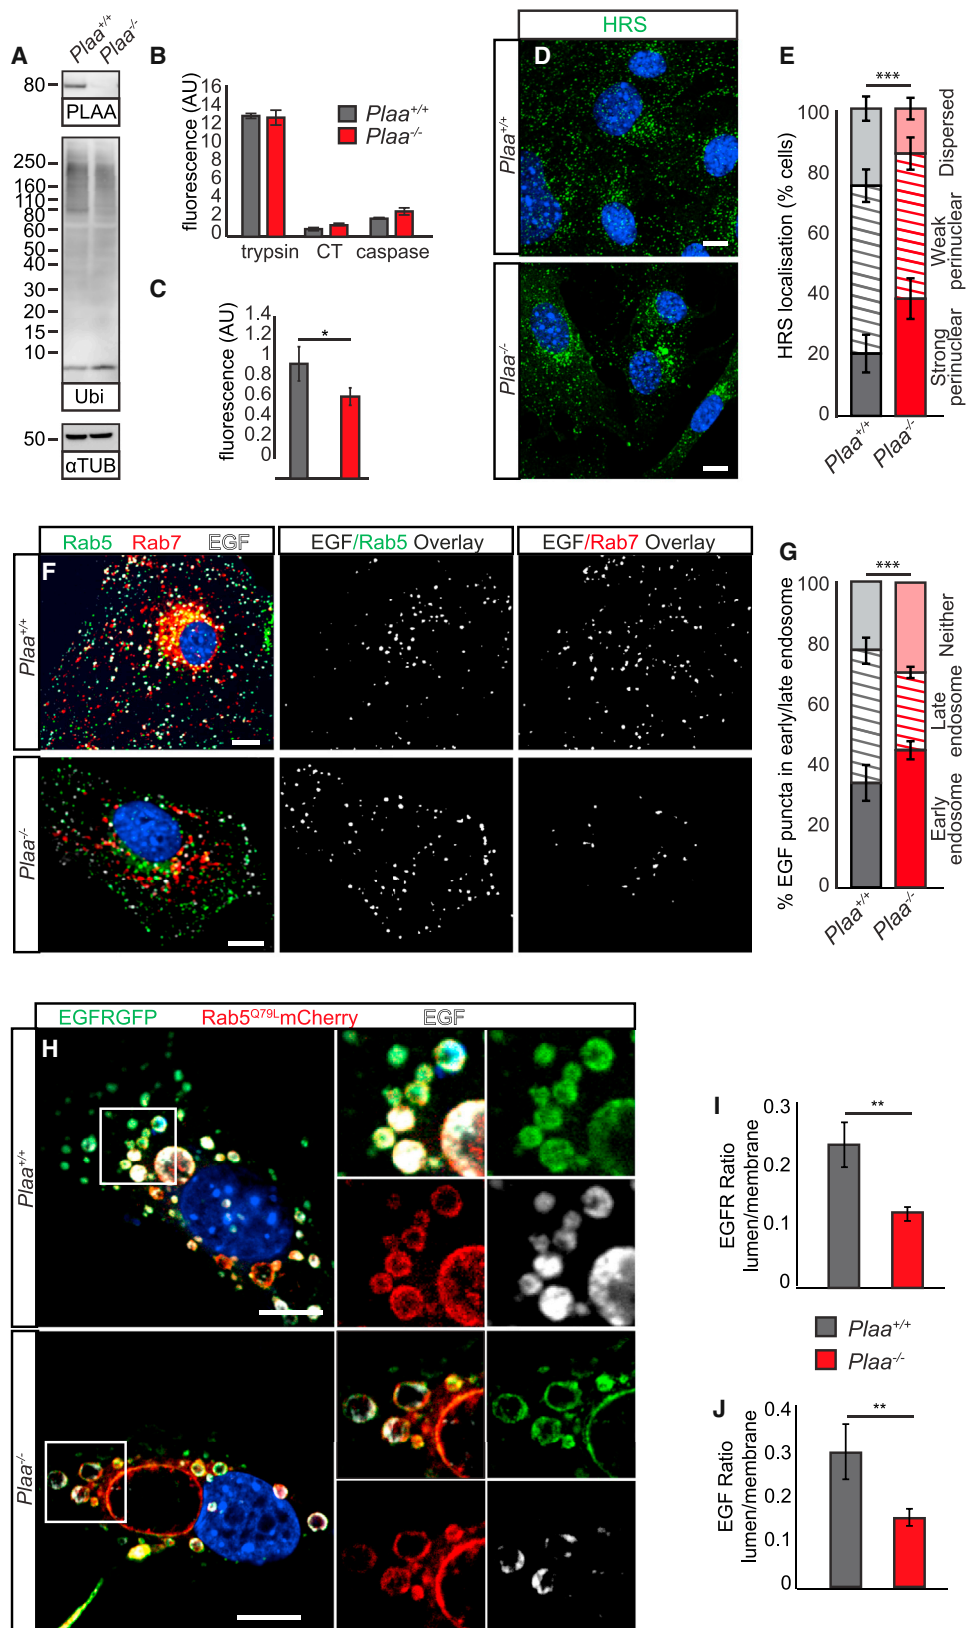 A
Plaa+/+
Plaa-/-
80
PLAA
250
160
110
80
60
50
40
30
20
15
10
Ubi
50
αTUB
B
fluorescence (AU)
16
14
12
10
8
6
4
2
0
Plaa+/+
Plaa-/-
trypsin CT caspase
C
fluorescence (AU)
1.4
1.2
1
0.8
0.6
0.4
0.2
0
*
HRS
D
Plaa+/+
Plaa-/-
E
***
HRS localisation (% cells)
100
80
60
40
20
0
Dispersed
Weak perinuclear
Strong perinuclear
Plaa+/+
Plaa-/-
Rab5 Rab7 EGF
EGF/Rab5 Overlay
EGF/Rab7 Overlay
F
Plaa+/+
Plaa-/-
G
***
% EGF puncta in early/late endosome
100
80
60
40
20
0
Neither
Late endosome
Early endosome
Plaa+/+
Plaa-/-
EGFRGFP Rab5Q79LmCherry EGF
H
Plaa+/+
Plaa-/-
I
EGFR Ratio
lumen/membrane
0.3
0.2
0.1
0
**
Plaa+/+
Plaa-/-
J
EGF Ratio
lumen/membrane
0.4
0.3
0.2
0.1
0
**